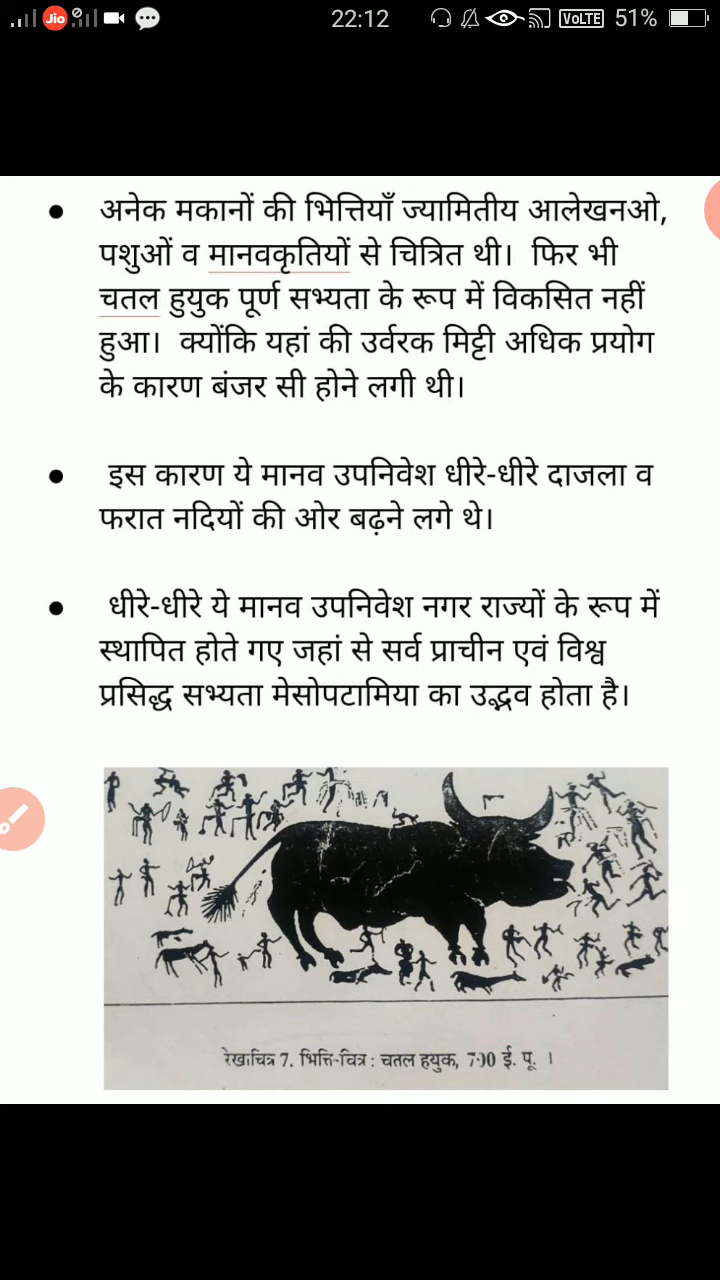 Jio
22:12
VoLTE 51%
अनेक मकानों की भित्तियाँ ज्यामितीय आलेखनओ,
पशुओं व मानवकृतियों से चित्रित थी। फिर भी
चतल हुयुक पूर्ण सभ्यता के रूप में विकसित नहीं
हुआ। क्योंकि यहां की उर्वरक मिट्टी अधिक प्रयोग
के कारण बंजर सी होने लगी थी।
इस कारण ये मानव उपनिवेश धीरे-धीरे दाजला व
फरात नदियों की ओर बढ़ने लगे थे।
धीरे-धीरे ये मानव उपनिवेश नगर राज्यों के रूप में
स्थापित होते गए जहां से सर्व प्राचीन एवं विश्व
प्रसिद्ध सभ्यता मेसोपटामिया का उद्भव होता है।
रेखाचित्र 7. भित्ति-चित्र : चतल हयुक, ई. पू. ।